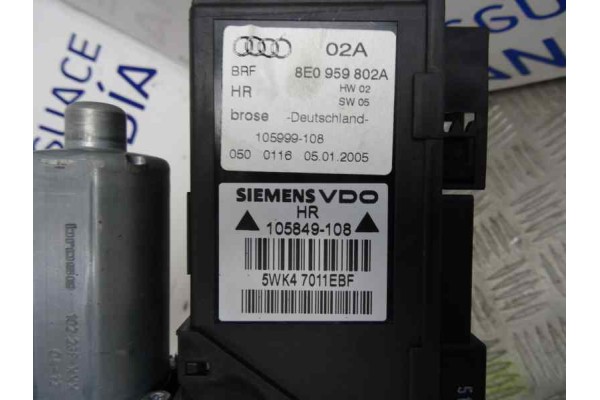 02A
BRF 8E0 959 802A
HR HW 02
SW 05
brose -Deutschland-
105999-108
050 0116 05.01.2005
SIEMENS VDO
HR
105849-108
5WK4 7011EBF
brose